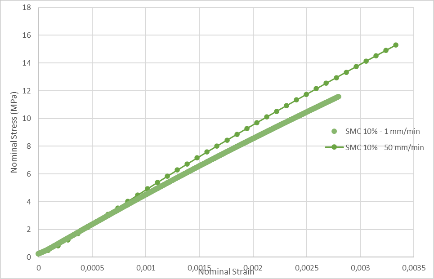 18
16
14
12
10
8
6
4
2
0
Nominal Stress (MPa)
SMC 10% - 1 mm/min
SMC 10% - 50 mm/min
0 0,0005 0,001 0,0015 0,002 0,0025 0,003 0,0035
Nominal Strain